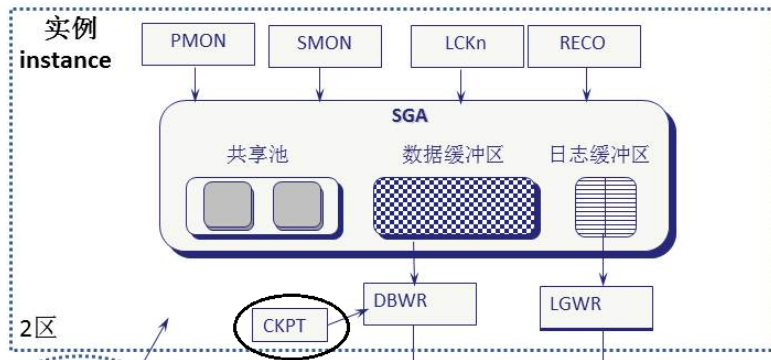 实例
instance
PMON
SMON
LCKn
RECO
SGA
共享池
数据缓冲区
日志缓冲区
DBWR
LGWR
CKPT
2区